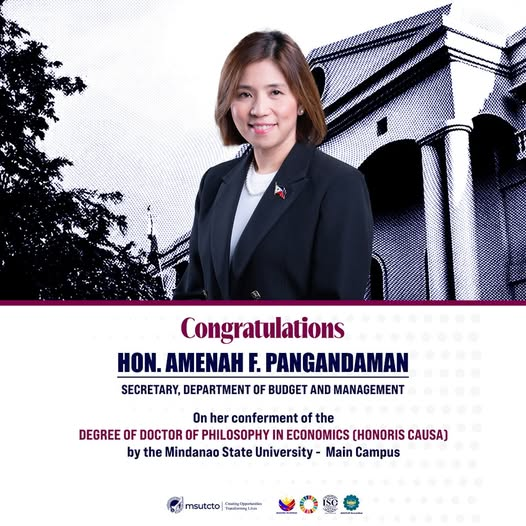 Congratulations
HON. AMENAH F. PANGANDAMAN
SECRETARY, DEPARTMENT OF BUDGET AND MANAGEMENT
On her conferment of the
DEGREE OF DOCTOR OF PHILOSOPHY IN ECONOMICS (HONORIS CAUSA)
by the Mindanao State University - Main Campus
msutcto
Creating Opportunities
Transforming Lives
ISG